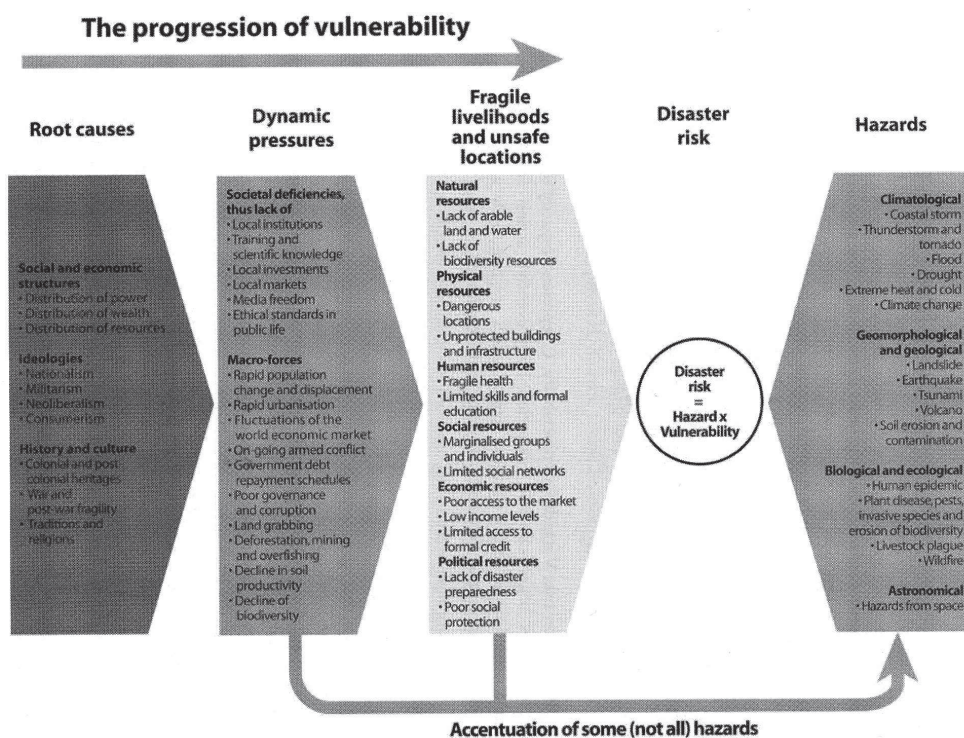 The progression of vulnerability
Root causes
Social and economic
structures
• Distribution of power
• Distribution of wealth
• Distribution of resources
Ideologies
• Nationalism
• Militarism
• Neoliberalism
• Consumerism
History and culture
• Colonial and post
colonial heritages
• War and
post-war fragility
• Traditions and
religions
Dynamic
pressures
Societal deficiencies,
thus lack of
• Local institutions
• Training and
scientific knowledge
• Local investments
• Local markets
• Media freedom
• Ethical standards in
public life
Macro-forces
• Rapid population
change and displacement
• Rapid urbanisation
• Fluctuations of the
world economic market
• On-going armed conflict
• Government debt
repayment schedules
• Poor governance
and corruption
• Land grabbing
• Deforestation, mining
and overfishing
• Decline in soil
productivity
• Decline of
biodiversity
Fragile
livelihoods
and unsafe
locations
Natural
resources
• Lack of arable
land and water
• Lack of
biodiversity resources
Physical
resources
• Dangerous
locations
• Unprotected buildings
and infrastructure
Human resources
• Fragile health
• Limited skills and formal
education
Social resources
• Marginalised groups
and individuals
• Limited social networks
Economic resources
• Poor access to the market
• Low income levels
• Limited access to
formal credit
Political resources
• Lack of disaster
preparedness
• Poor social
protection
Disaster
risk
Disaster
risk
=
Hazard x
Vulnerability
Hazards
Climatological
• Coastal storm
• Thunderstorm and
tornado
• Flood
• Drought
• Extreme heat and cold
• Climate change
Geomorphological
and geological
• Landslide
• Earthquake
• Tsunami
• Volcano
• Soil erosion and
contamination
Biological and ecological
• Human epidemic
• Plant disease, pests,
invasive species and
erosion of biodiversity
• Livestock plague
• Wildfire
Astronomical
• Hazards from space
Accentuation of some (not all) hazards